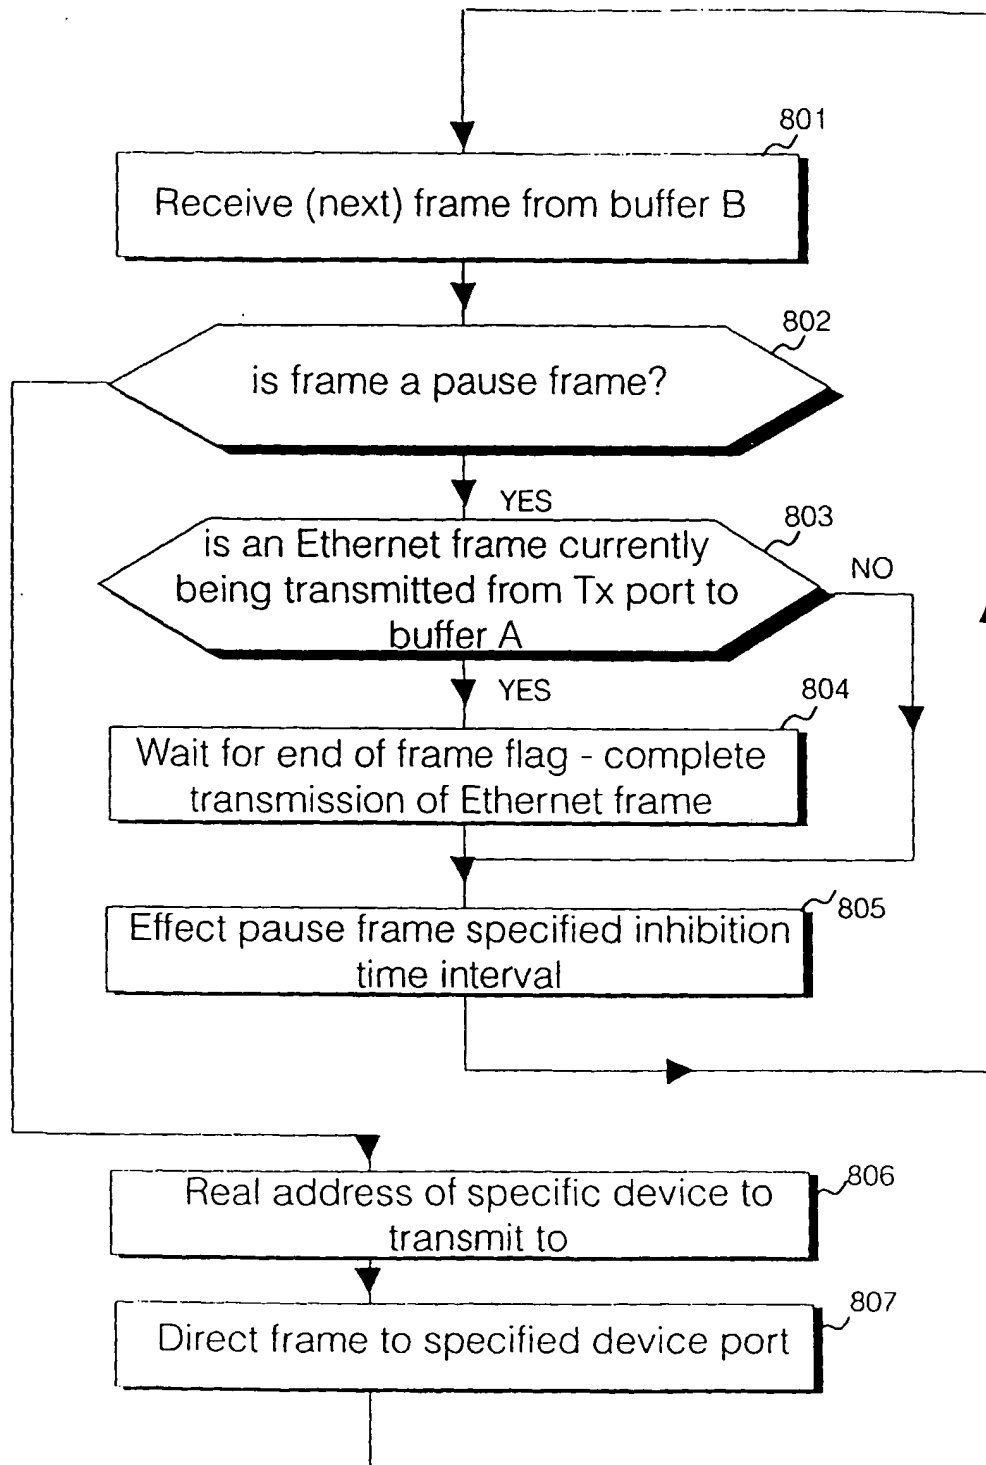 801
Receive (next) frame from buffer B
802
is frame a pause frame?
YES
803
is an Ethernet frame currently
being transmitted from Tx port to
buffer A
NO
YES
804
Wait for end of frame flag - complete
transmission of Ethernet frame
805
Effect pause frame specified inhibition
time interval
806
Real address of specific device to
transmit to
807
Direct frame to specified device port